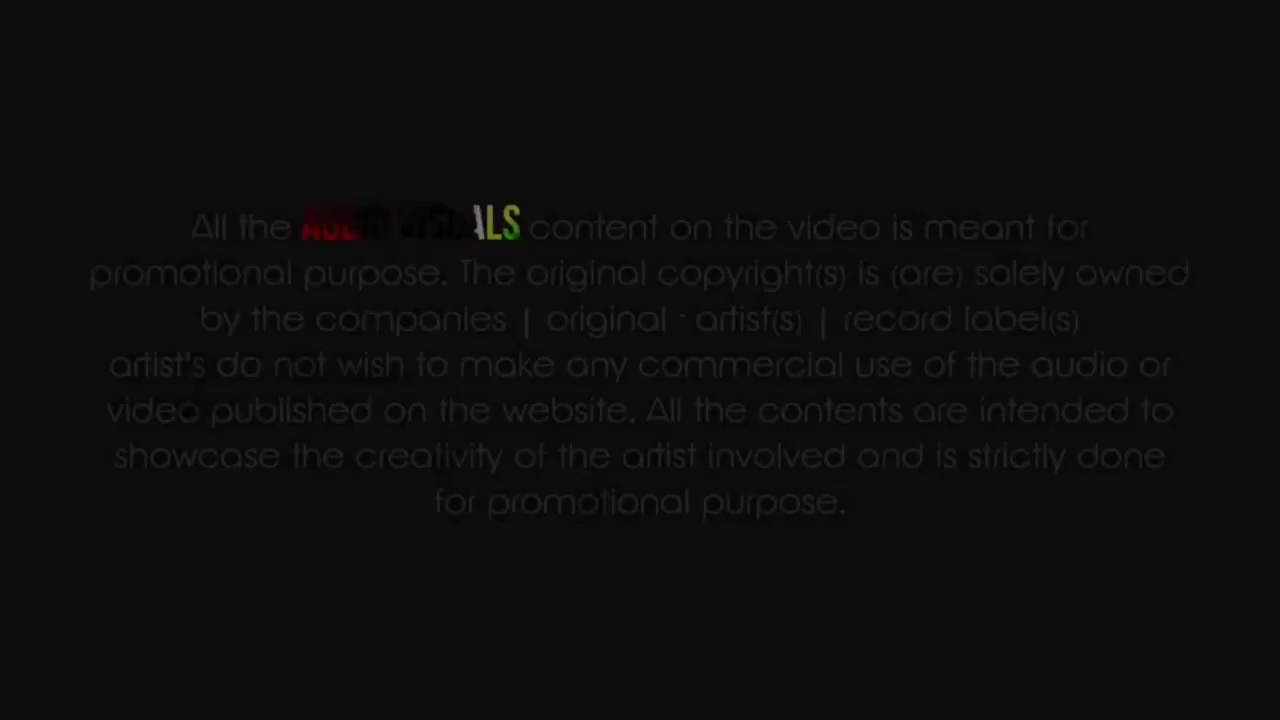 All the AUDIO VISUALS content on the video is meant for
promotional purpose. The original copyright(s) is (are) solely owned
by the companies | original - artist(s) | record label(s)
artist's do not wish to make any commercial use of the audio or
video published on the website. All the contents are intended to
showcase the creativity of the artist involved and is strictly done
for promotional purpose.